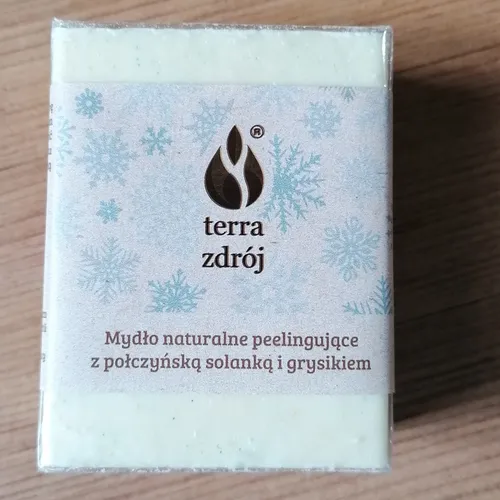 ®
terra
zdrój
Mydło naturalne peelingujące
z połczyńską solanką i grysikiem